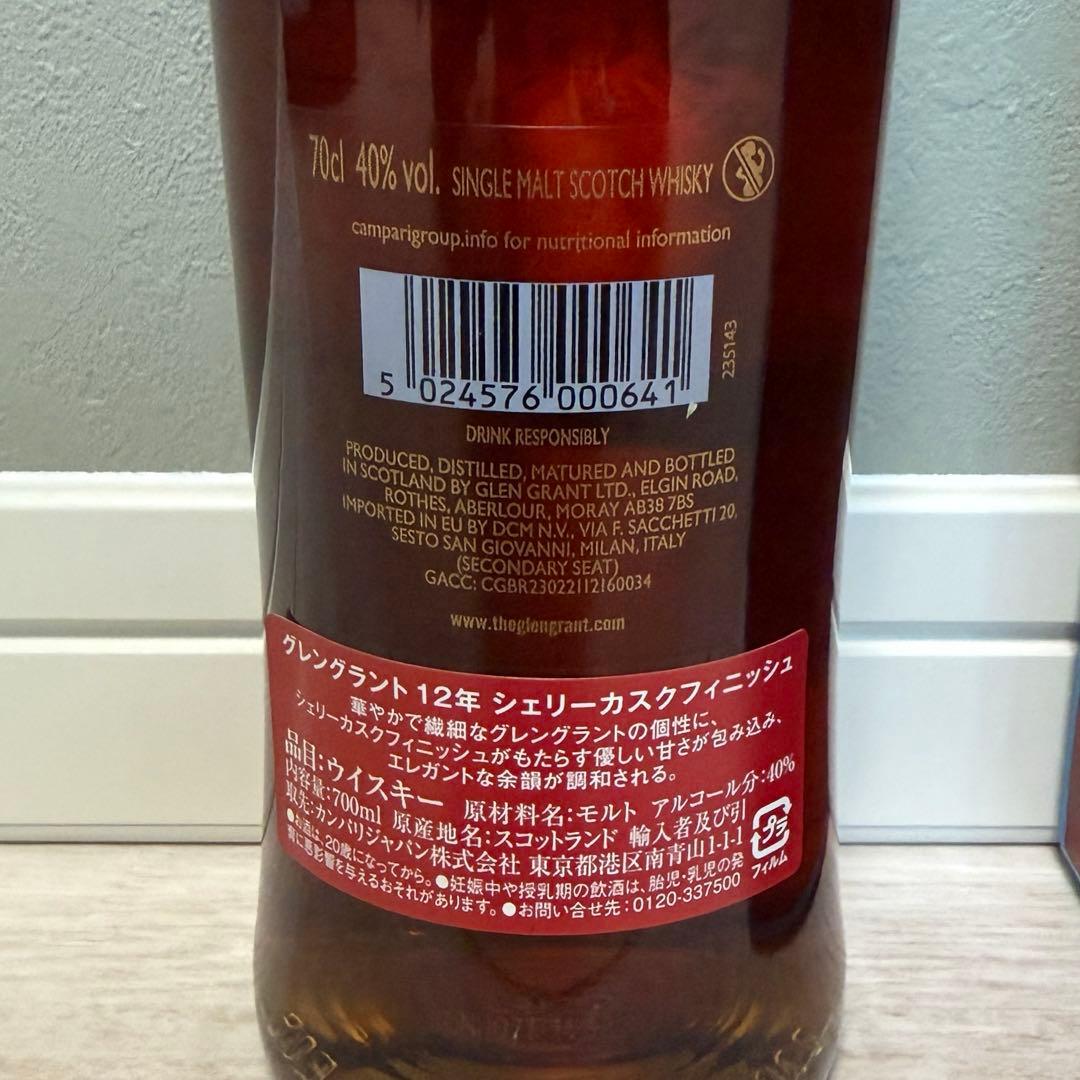 70cl 40% vol. SINGLE MALT SCOTCH WHISKY
camparigroup.info for nutritional information
5 024576 000641
235143
DRINK RESPONSIBLY
PRODUCED, DISTILLED, MATURED AND BOTTLED
IN SCOTLAND BY GLEN GRANT LTD., ELGIN ROAD,
ROTHES, ABERLOUR, MORAY AB38 7BS
IMPORTED IN EU BY DCM N.V., VIA F. SACCHETTI 20,
SESTO SAN GIOVANNI, MILAN, ITALY
(SECONDARY SEAT)
GACC: CGBR23022112160034
www.theglengrant.com
グレングラント 12年 シェリーカスクフィニッシュ
華やかで繊細なグレングラントの個性に、
シェリーカスクフィニッシュがもたらす優しい甘さが包み込み、
エレガントな余韻が調和される。
品目:ウイスキー 原材料名:モルト アルコール分:40%
内容量:700ml 原産地名:スコットランド 輸入者及び引
取先:カンパリジャパン株式会社 東京都港区南青山1-1-1
●お酒は、20歳になってから。●妊娠中や授乳期の飲酒は、胎児・乳児の発
育に悪影響を与えるおそれがあります。●お問い合せ先:0120-337500
プラ
フィルム